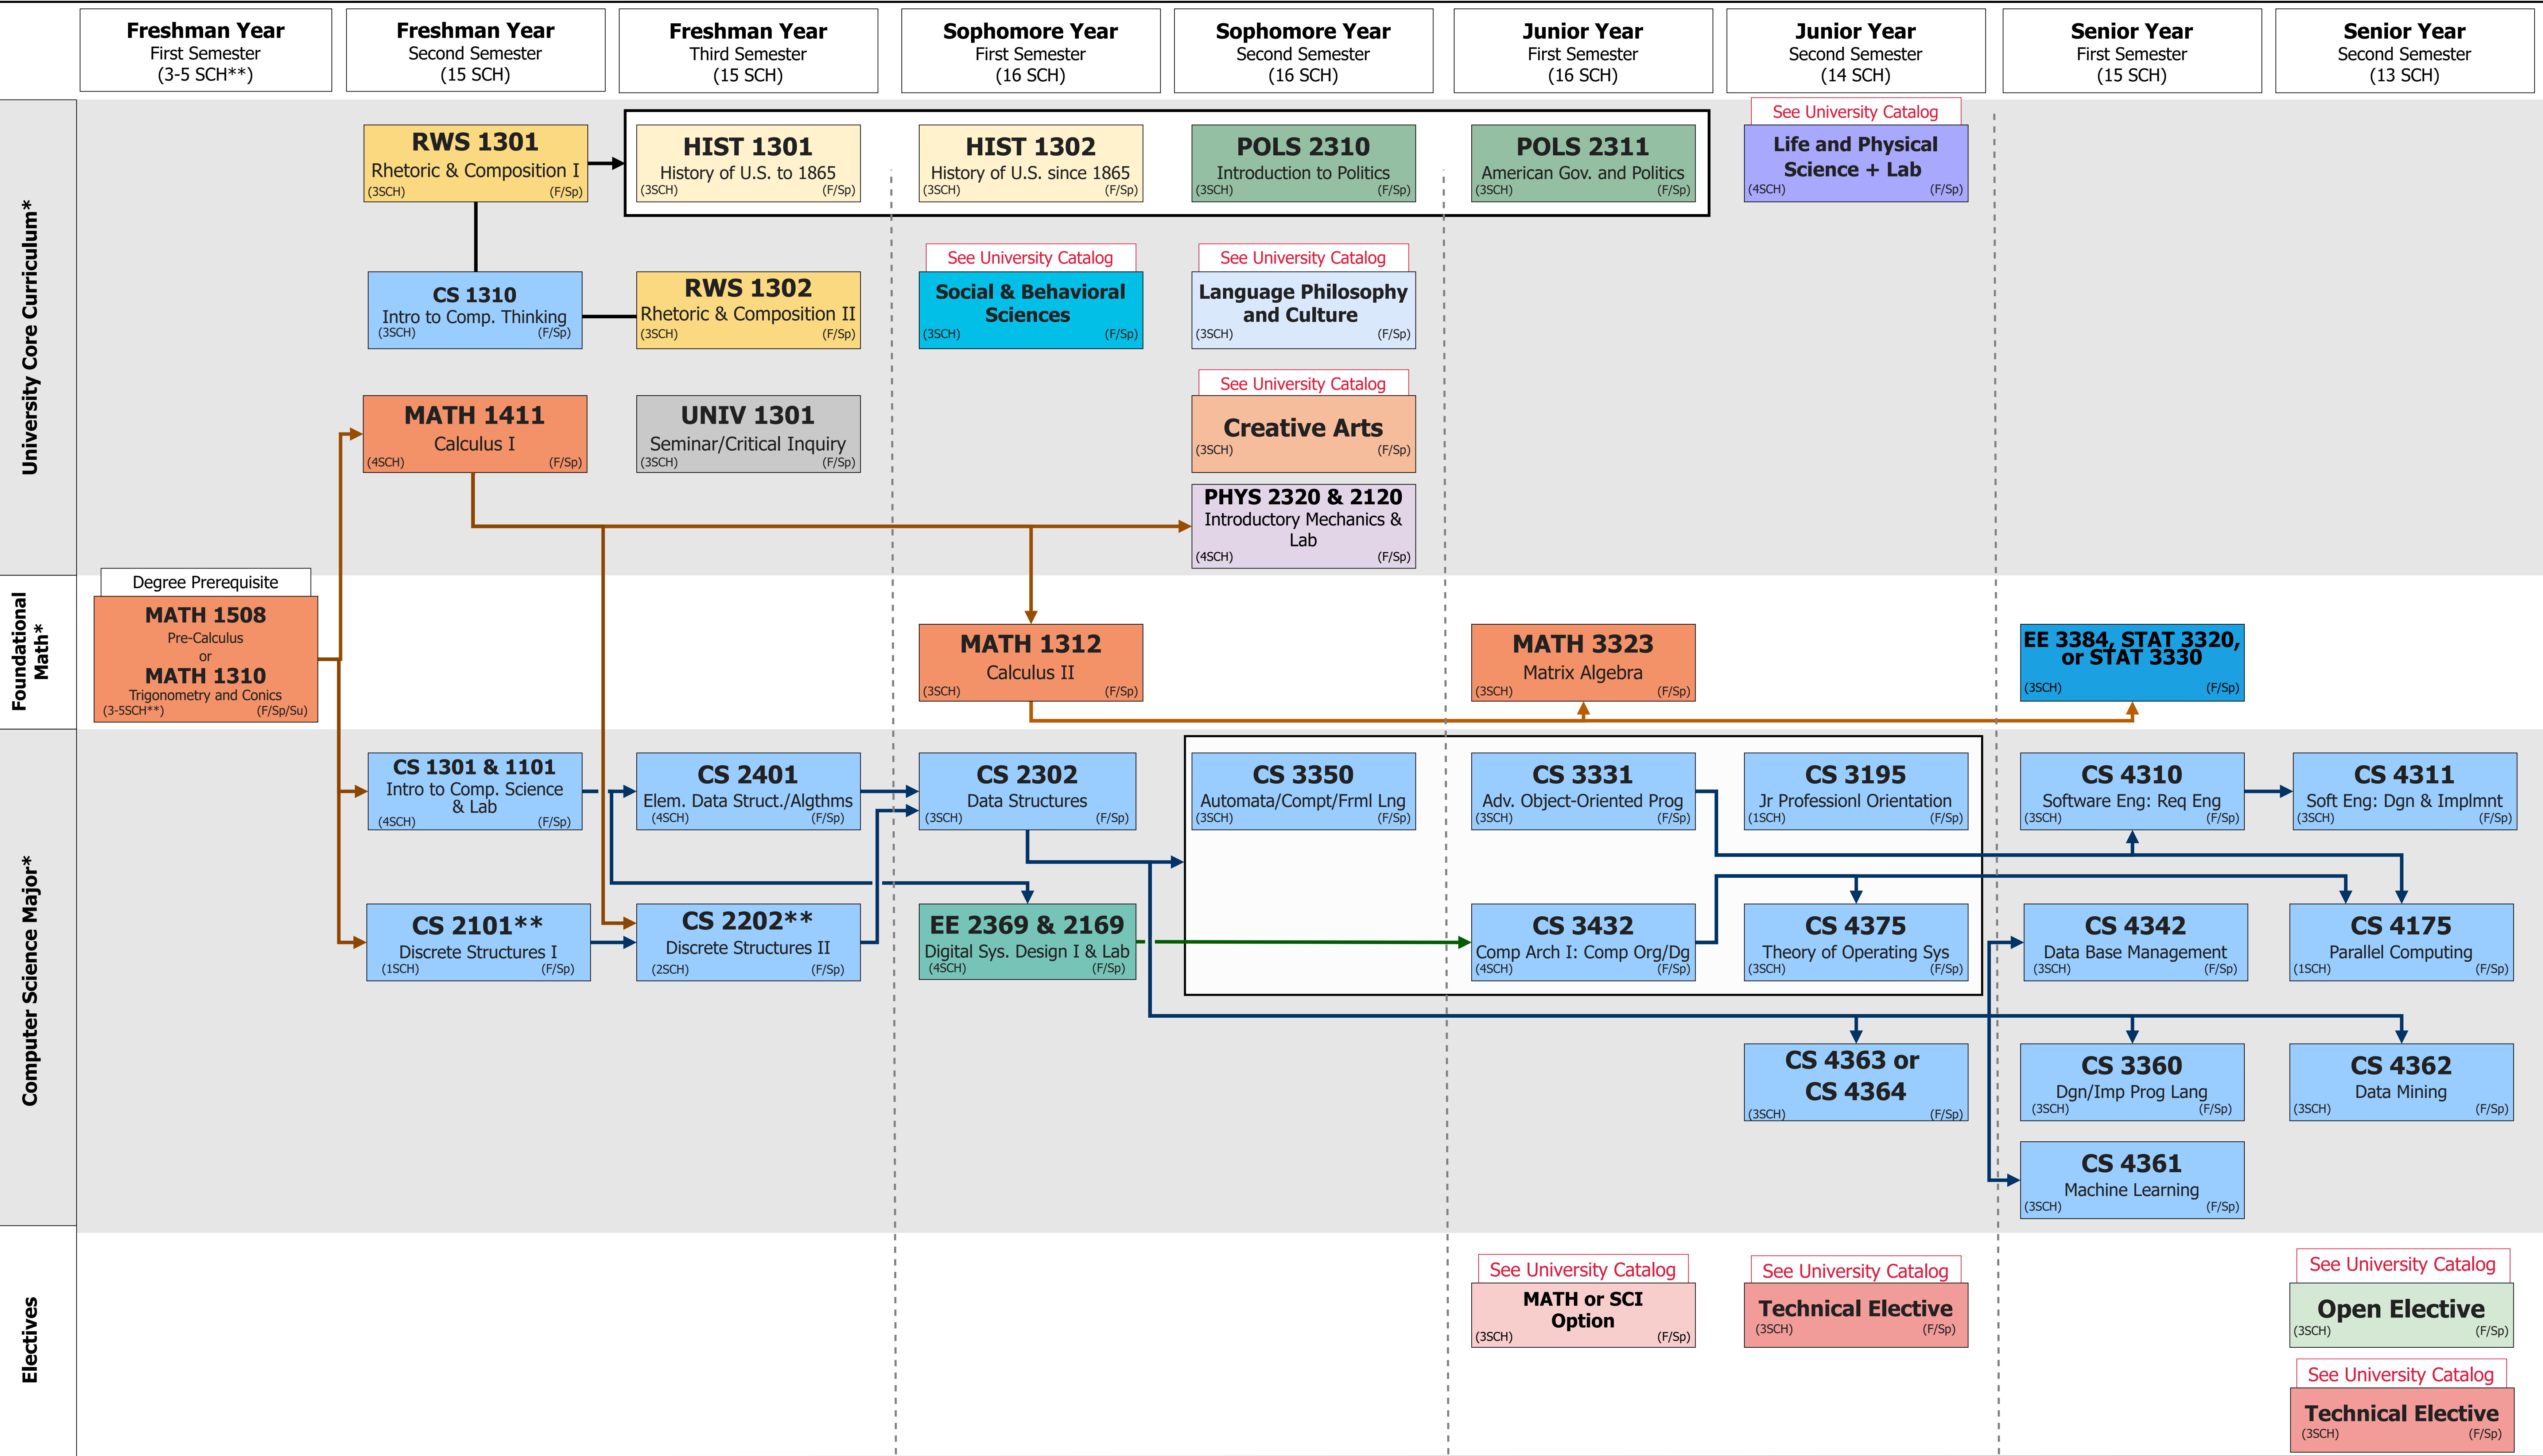 Freshman Year
First Semester
(3-5 SCH**)
Freshman Year
Second Semester
(15 SCH)
Freshman Year
Third Semester
(15 SCH)
Sophomore Year
First Semester
(16 SCH)
Sophomore Year
Second Semester
(16 SCH)
Junior Year
First Semester
(16 SCH)
Junior Year
Second Semester
(14 SCH)
Senior Year
First Semester
(15 SCH)
Senior Year
Second Semester
(13 SCH)
University Core Curriculum*
RWS 1301
Rhetoric & Composition I
(3SCH) (F/Sp)
HIST 1301
History of U.S. to 1865
(3SCH) (F/Sp)
HIST 1302
History of U.S. since 1865
(3SCH) (F/Sp)
POLS 2310
Introduction to Politics
(3SCH) (F/Sp)
POLS 2311
American Gov. and Politics
(3SCH) (F/Sp)
See University Catalog
Life and Physical
Science + Lab
(4SCH) (F/Sp)
CS 1310
Intro to Comp. Thinking
(3SCH) (F/Sp)
RWS 1302
Rhetoric & Composition II
(3SCH) (F/Sp)
See University Catalog
Social & Behavioral
Sciences
(3SCH) (F/Sp)
See University Catalog
Language Philosophy
and Culture
(3SCH) (F/Sp)
MATH 1411
Calculus I
(4SCH) (F/Sp)
UNIV 1301
Seminar/Critical Inquiry
(3SCH) (F/Sp)
See University Catalog
Creative Arts
(3SCH) (F/Sp)
PHYS 2320 & 2120
Introductory Mechanics &
Lab
(4SCH) (F/Sp)
Foundational
Math*
Degree Prerequisite
MATH 1508
Pre-Calculus
or
MATH 1310
Trigonometry and Conics
(3-5SCH**) (F/Sp/Su)
MATH 1312
Calculus II
(3SCH) (F/Sp)
MATH 3323
Matrix Algebra
(3SCH) (F/Sp)
EE 3384, STAT 3320,
or STAT 3330
(3SCH) (F/Sp)
Computer Science Major*
CS 1301 & 1101
Intro to Comp. Science
& Lab
(4SCH) (F/Sp)
CS 2401
Elem. Data Struct./Algthms
(4SCH) (F/Sp)
CS 2302
Data Structures
(3SCH) (F/Sp)
CS 3350
Automata/Compt/Frml Lng
(3SCH) (F/Sp)
CS 3331
Adv. Object-Oriented Prog
(3SCH) (F/Sp)
CS 3195
Jr Professionl Orientation
(1SCH) (F/Sp)
CS 4310
Software Eng: Req Eng
(3SCH) (F/Sp)
CS 4311
Soft Eng: Dgn & Implmnt
(3SCH) (F/Sp)
CS 2101**
Discrete Structures I
(1SCH) (F/Sp)
CS 2202**
Discrete Structures II
(2SCH) (F/Sp)
EE 2369 & 2169
Digital Sys. Design I & Lab
(4SCH) (F/Sp)
CS 3432
Comp Arch I: Comp Org/Dg
(4SCH) (F/Sp)
CS 4375
Theory of Operating Sys
(3SCH) (F/Sp)
CS 4342
Data Base Management
(3SCH) (F/Sp)
CS 4175
Parallel Computing
(1SCH) (F/Sp)
CS 4363 or
CS 4364
(3SCH) (F/Sp)
CS 3360
Dgn/Imp Prog Lang
(3SCH) (F/Sp)
CS 4362
Data Mining
(3SCH) (F/Sp)
CS 4361
Machine Learning
(3SCH) (F/Sp)
Electives
See University Catalog
MATH or SCI
Option
(3SCH) (F/Sp)
See University Catalog
Technical Elective
(3SCH) (F/Sp)
See University Catalog
Open Elective
(3SCH) (F/Sp)
See University Catalog
Technical Elective
(3SCH) (F/Sp)